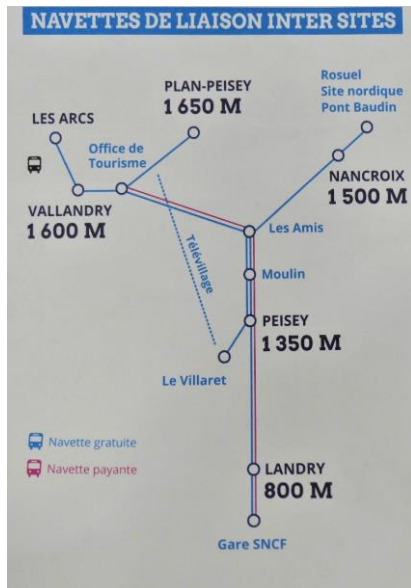 NAVETTES DE LIAISON INTER SITES
PLAN-PEISEY
1 650 M
Rosuel
Site nordique
Pont Baudin
LES ARCS
Office de
Tourisme
NANCROIX
1 500 M
VALLANDRY
1 600 M
Les Amis
Télévillage
Moulin
PEISEY
1 350 M
Le Villaret
Navette gratuite
Navette payante
LANDRY
800 M
Gare SNCF